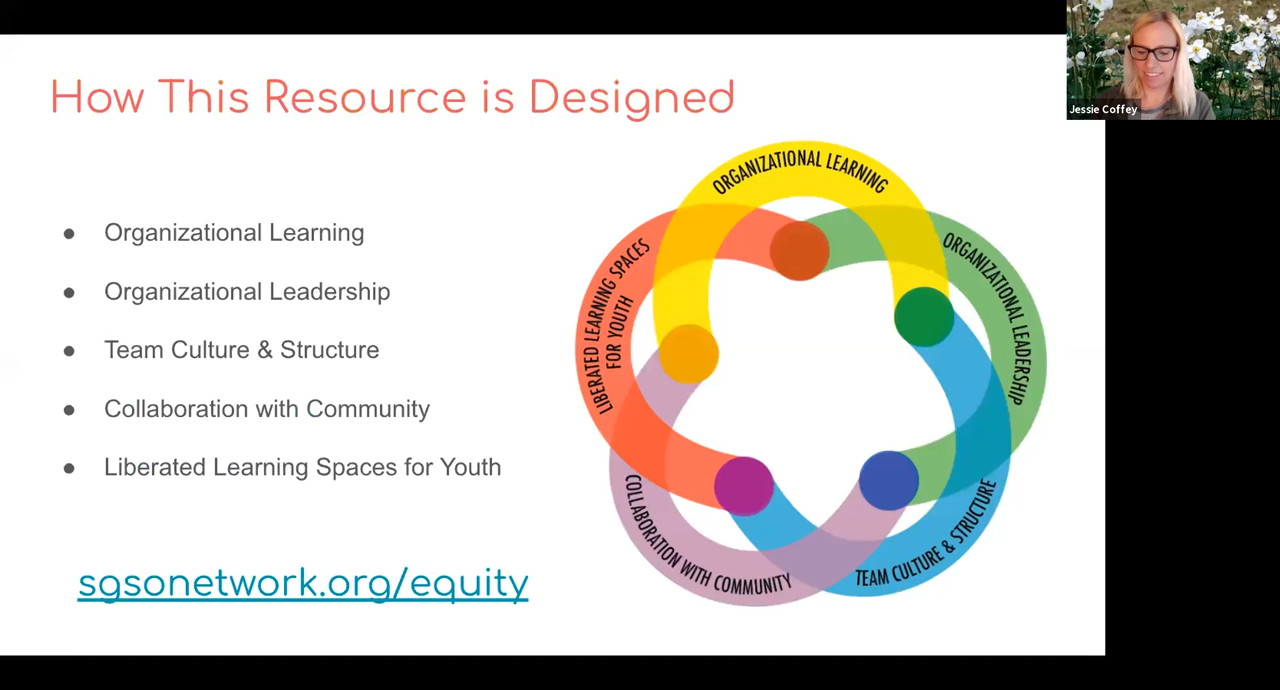 How This Resource is Designed
Jessie Coffey
● Organizational Learning
● Organizational Leadership
● Team Culture & Structure
● Collaboration with Community
● Liberated Learning Spaces for Youth
sgsonetwork.org/equity
ORGANIZATIONAL LEARNING
ORGANIZATIONAL LEADERSHIP
TEAM CULTURE & STRUCTURE
COLLABORATION WITH COMMUNITY
LIBERATED LEARNING SPACES
FOR YOUTH